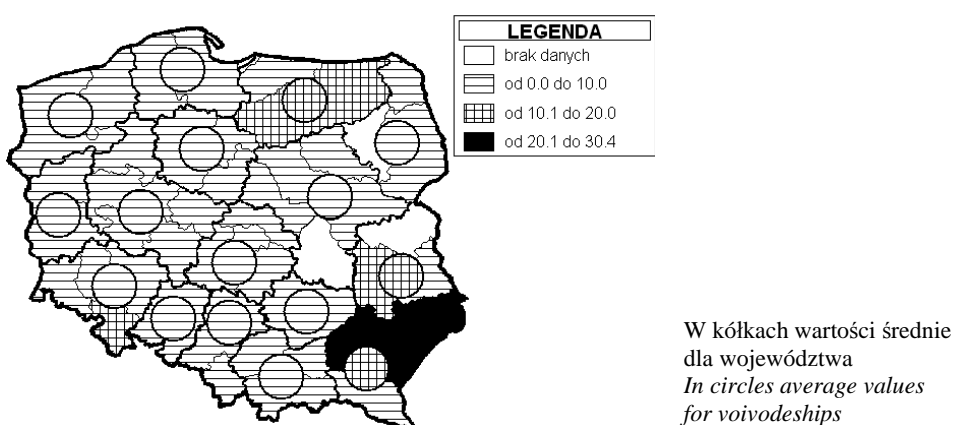 LEGENDA
brak danych
od 0.0 do 10.0
od 10.1 do 20.0
od 20.1 do 30.4
W kółkach wartości średnie
dla województwa
In circles average values
for voivodeships